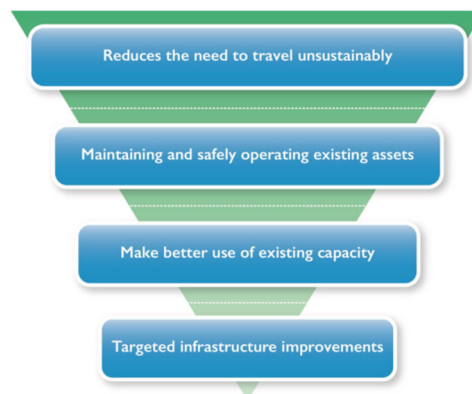 Reduces the need to travel unsustainably
Maintaining and safely operating existing assets
Make better use of existing capacity
Targeted infrastructure improvements